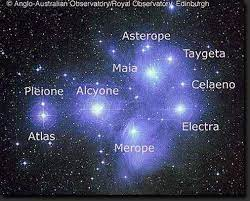 © Anglo-Australian Observatory/Royal Observatory, Edinburgh
Asterope
Taygeta
Maia
Pleione
Alcyone
Celaeno
Electra
Atlas
Merope